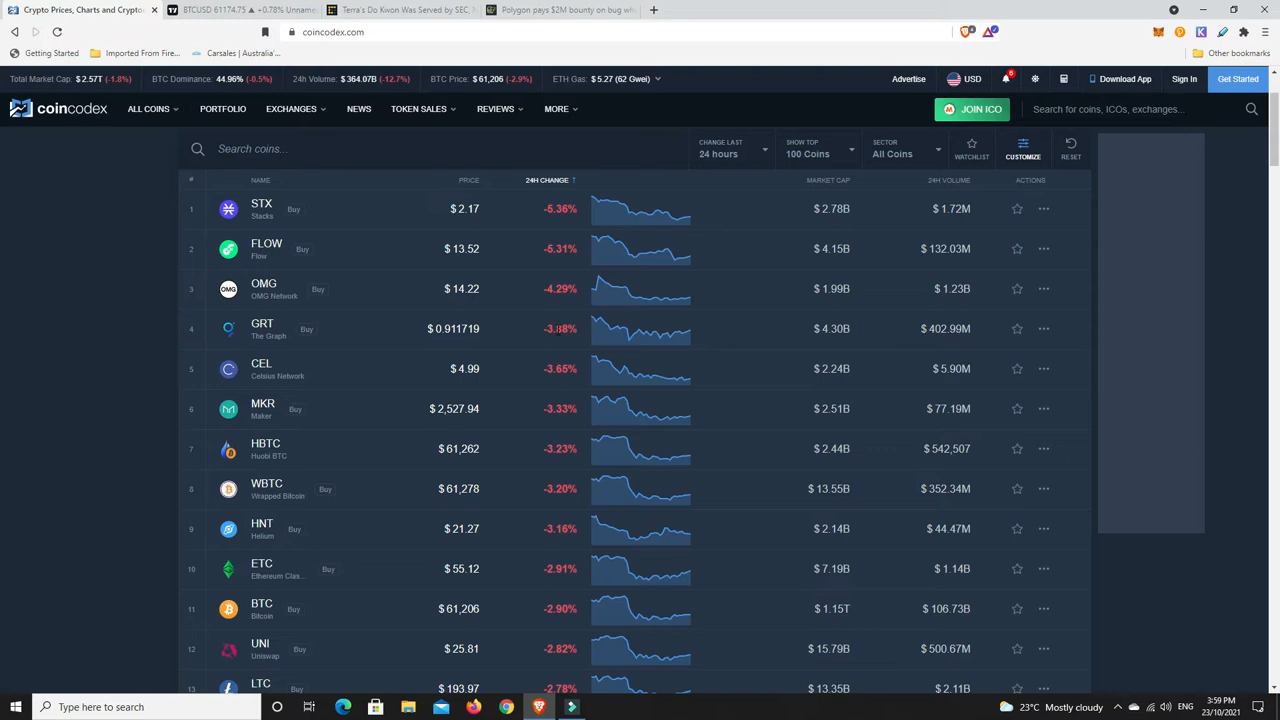 Crypto Prices, Charts and Cryptoc
BTCUSD 61174.75 ▲ +0.78% Unname
Terra's Do Kwon Was Served by SEC,
Polygon pays $2M bounty on bug wh
coincodex.com
Getting Started
Imported From Fire...
Carsales | Australia'...
Other bookmarks
Total Market Cap: $ 2.57T (-1.8%)
BTC Dominance: 44.96% (-0.5%)
24h Volume: $ 364.07B (-12.7%)
BTC Price: $ 61,206 (-2.9%)
ETH Gas: $ 5.27 (62 Gwei)
Advertise
USD
6
Download App
Sign In
Get Started
coincodex
ALL COINS
PORTFOLIO
EXCHANGES
NEWS
TOKEN SALES
REVIEWS
MORE
JOIN ICO
Search for coins, ICOs, exchanges...
Search coins...
CHANGE LAST
24 hours
SHOW TOP
100 Coins
SECTOR
All Coins
WATCHLIST
CUSTOMIZE
RESET
# NAME PRICE 24H CHANGE ↑ MARKET CAP 24H VOLUME ACTIONS
1 STX Buy $ 2.17 -5.36% $ 2.78B $ 1.72M
Stacks
2 FLOW Buy $ 13.52 -5.31% $ 4.15B $ 132.03M
Flow
3 OMG Buy $ 14.22 -4.29% $ 1.99B $ 1.23B
OMG Network
4 GRT Buy $ 0.911719 $ 4.30B $ 402.99M
The Graph
5 CEL $ 4.99 -3.65% $ 2.24B $ 5.90M
Celsius Network
6 MKR Buy $ 2,527.94 -3.33% $ 2.51B $ 77.19M
Maker
7 HBTC $ 61,262 -3.23% $ 2.44B $ 542,507
Huobi BTC
8 WBTC Buy $ 61,278 -3.20% $ 13.55B $ 352.34M
Wrapped Bitcoin
9 HNT Buy $ 21.27 -3.16% $ 2.14B $ 44.47M
Helium
10 ETC Buy $ 55.12 -2.91% $ 7.19B $ 1.14B
Ethereum Clas...
11 BTC Buy $ 61,206 -2.90% $ 1.15T $ 106.73B
Bitcoin
12 UNI Buy $ 25.81 -2.82% $ 15.79B $ 500.67M
Uniswap
13 LTC Buy $ 193.97 -2.78% $ 13.35B $ 2.11B
Type here to search
23°C Mostly cloudy
ENG
3:59 PM
23/10/2021